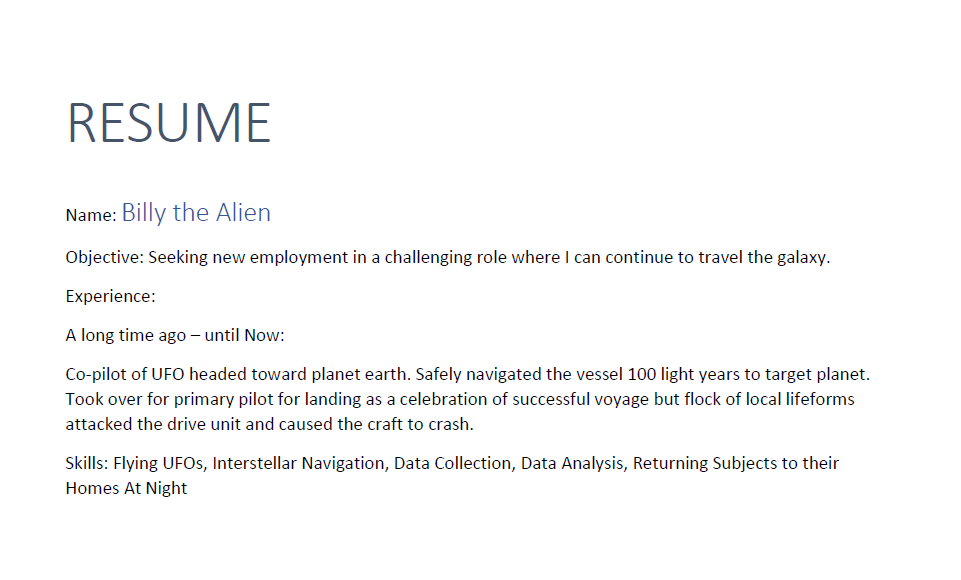 RESUME
Name: Billy the Alien
Objective: Seeking new employment in a challenging role where I can continue to travel the galaxy.
Experience:
A long time ago – until Now:
Co-pilot of UFO headed toward planet earth. Safely navigated the vessel 100 light years to target planet.
Took over for primary pilot for landing as a celebration of successful voyage but flock of local lifeforms
attacked the drive unit and caused the craft to crash.
Skills: Flying UFOs, Interstellar Navigation, Data Collection, Data Analysis, Returning Subjects to their
Homes At Night